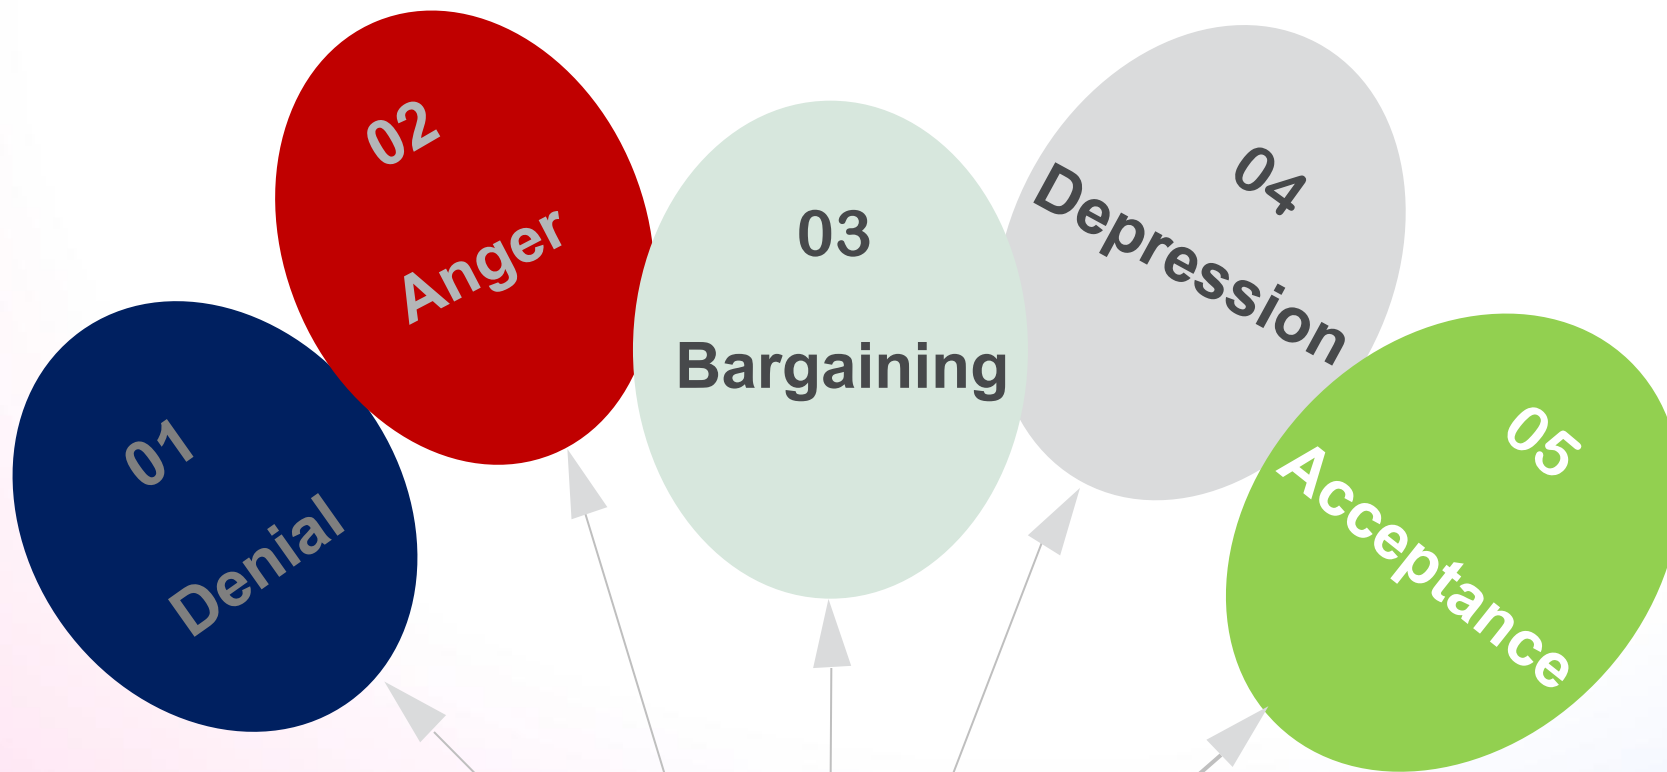 01
Denial
02
Anger
03
Bargaining
04
Depression
05
Acceptance